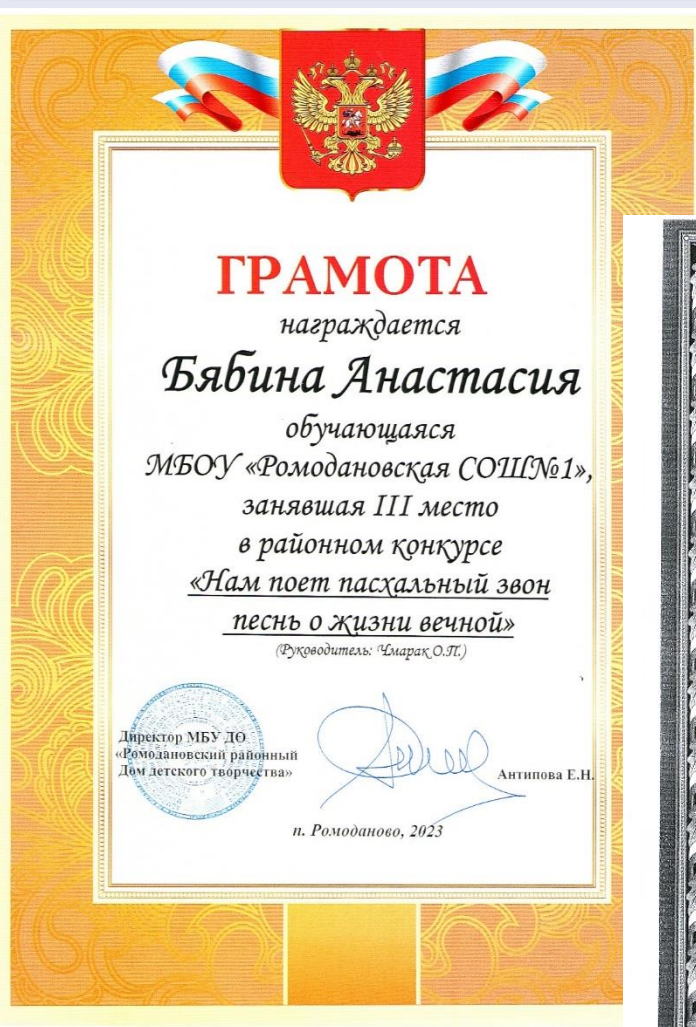 ГРАМОТА
награждается
Бябина Анастасия
обучающаяся
МБОУ «Ромодановская СОШ№1»,
занявшая III место
в районном конкурсе
«Нам поет пасхальный звон
песнь о жизни вечной»
(Руководитель: Чмарак О.П.)
Директор МБУ ДО
«Ромодановский районный
Дом детского творчества»
Антипова Е.Н.
п. Ромоданово, 2023